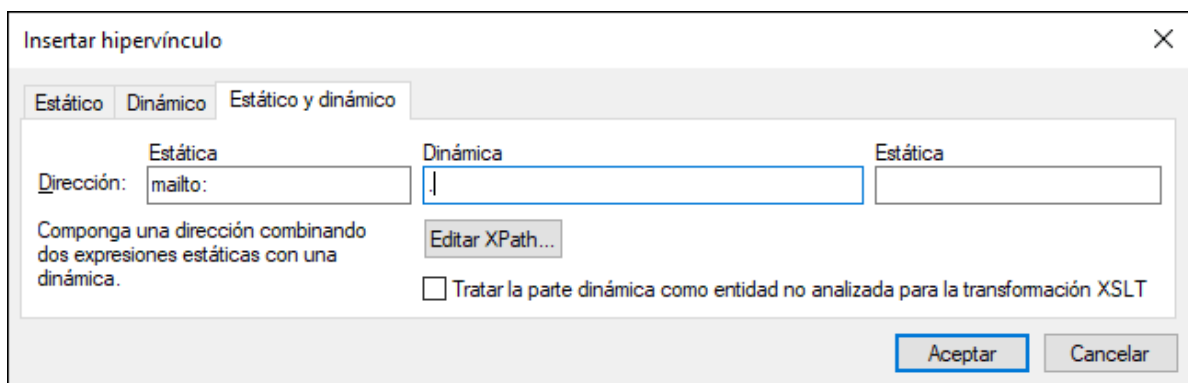 Insertar hipervínculo
Estático Dinámico Estático y dinámico
Estática Dinámica Estática
Dirección: mailto: .
Componga una dirección combinando
dos expresiones estáticas con una
dinámica.
Editar XPath...
Tratar la parte dinámica como entidad no analizada para la transformación XSLT
Aceptar Cancelar